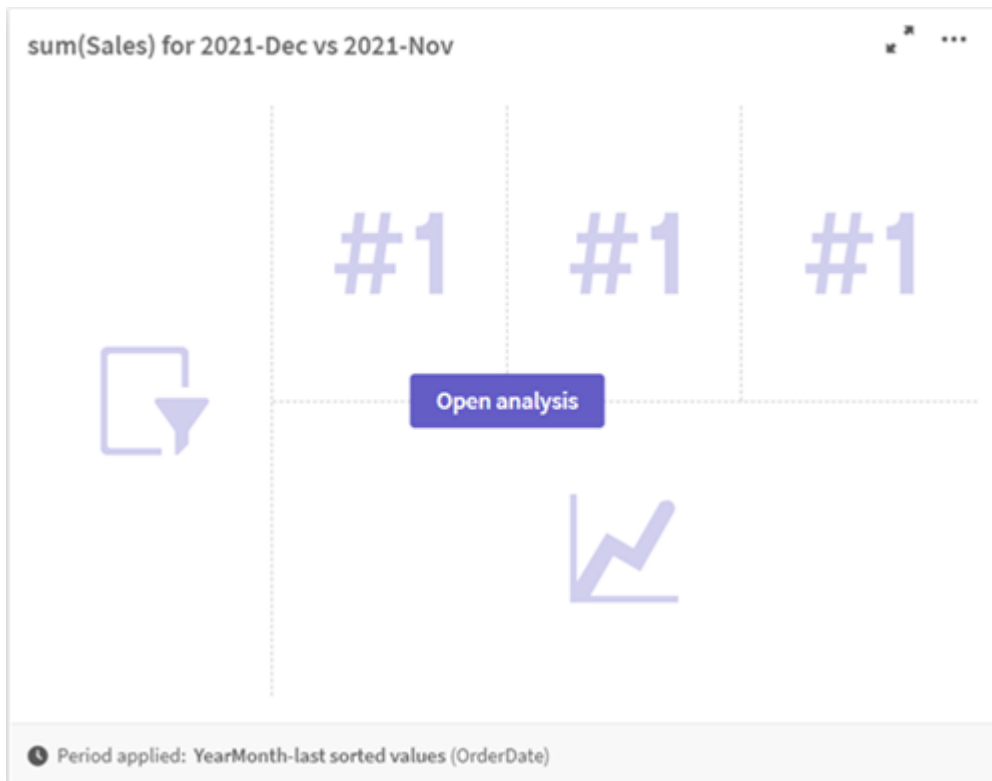 sum(Sales) for 2021-Dec vs 2021-Nov
#1 #1 #1
Open analysis
Period applied: YearMonth-last sorted values (OrderDate)